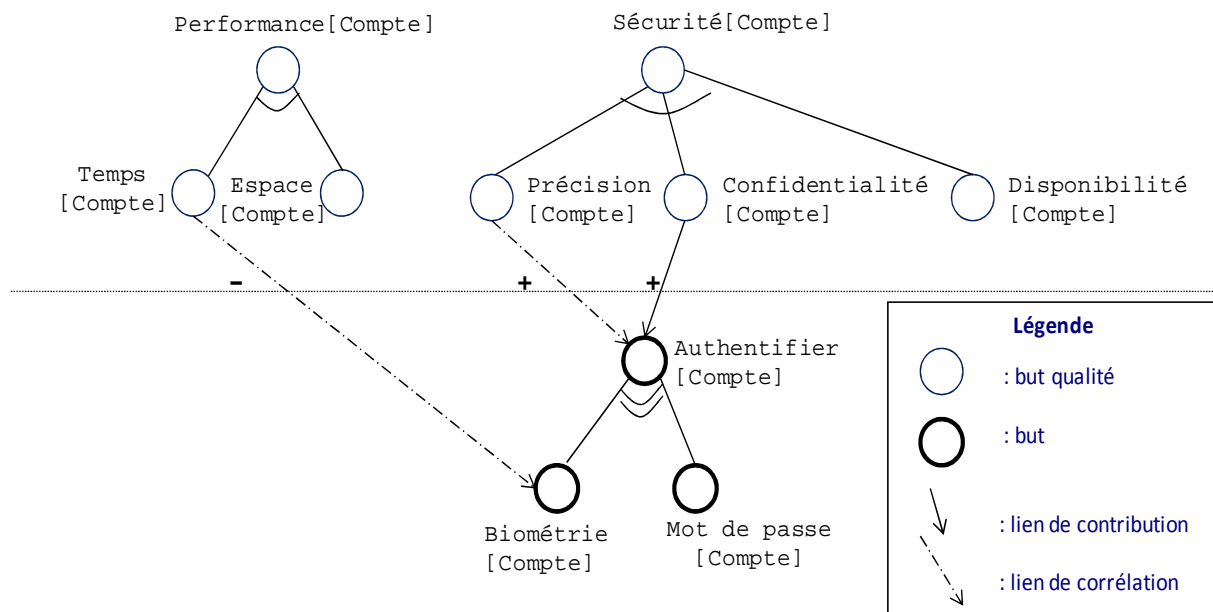 Performance[Compte]
Sécurité[Compte]
Temps
[Compte]
Espace
[Compte]
Précision
[Compte]
Confidentialité
[Compte]
Disponibilité
[Compte]
-
+
+
Authentifier
[Compte]
Biométrie
[Compte]
Mot de passe
[Compte]
Légende
: but qualité
: but
: lien de contribution
: lien de corrélation